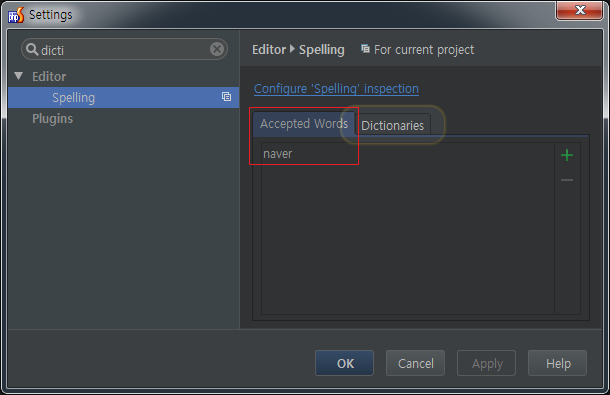 php
Settings
dicti
Editor
Spelling
Plugins
Editor Spelling For current project
Configure 'Spelling' inspection
Accepted Words
Dictionaries
naver
OK
Cancel
Apply
Help